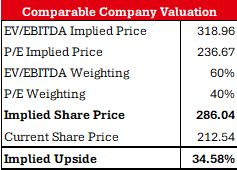 Comparable Company Valuation
EV/EBITDA Implied Price 318.96
P/E Implied Price 236.67
EV/EBITDA Weighting 60%
P/E Weighting 40%
Implied Share Price 286.04
Current Share Price 212.54
Implied Upside 34.58%